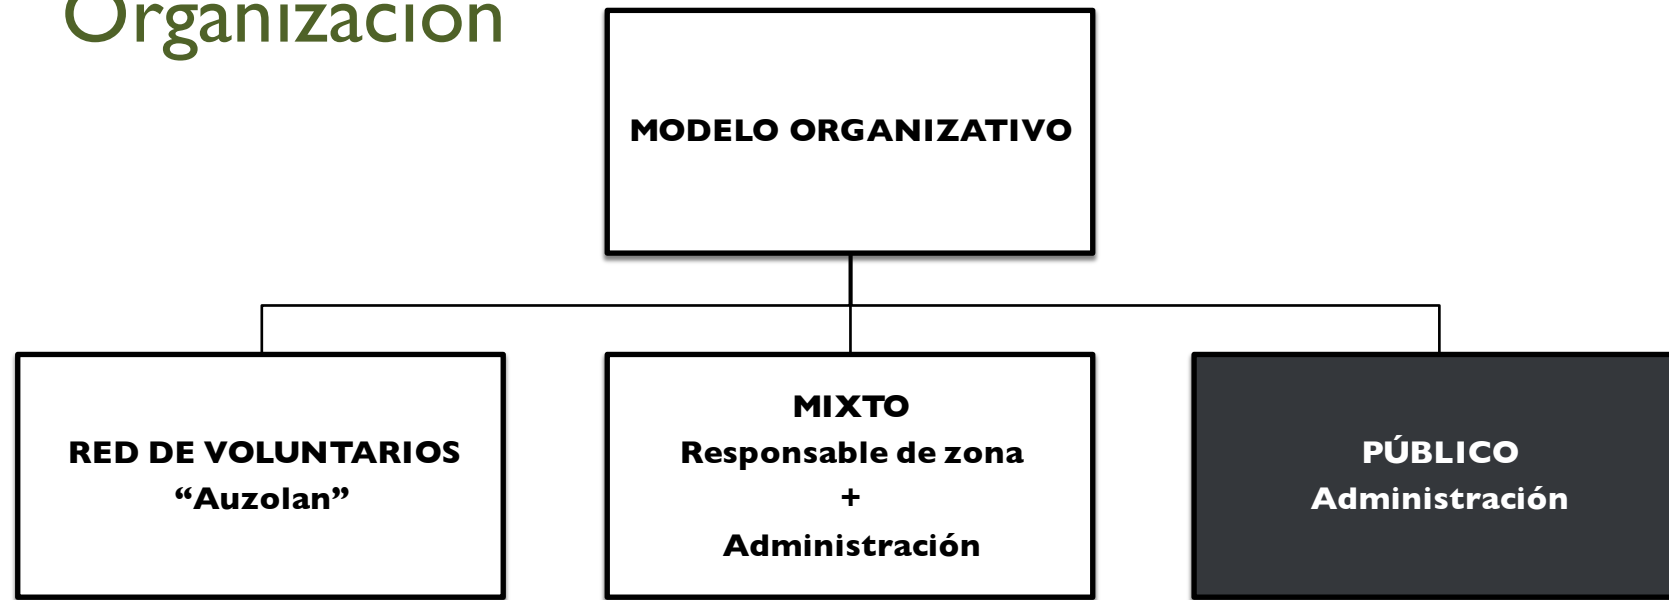 Organización
MODELO ORGANIZATIVO
RED DE VOLUNTARIOS
“Auzolan”
MIXTO
Responsable de zona
+
Administración
PÚBLICO
Administración